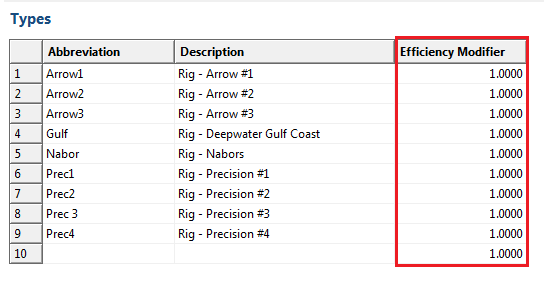 Types
Abbreviation Description Efficiency Modifier
1 Arrow1 Rig - Arrow #1 1.0000
2 Arrow2 Rig - Arrow #2 1.0000
3 Arrow3 Rig - Arrow #3 1.0000
4 Gulf Rig - Deepwater Gulf Coast 1.0000
5 Nabor Rig - Nabors 1.0000
6 Prec1 Rig - Precision #1 1.0000
7 Prec2 Rig - Precision #2 1.0000
8 Prec 3 Rig - Precision #3 1.0000
9 Prec4 Rig - Precision #4 1.0000
10 1.0000